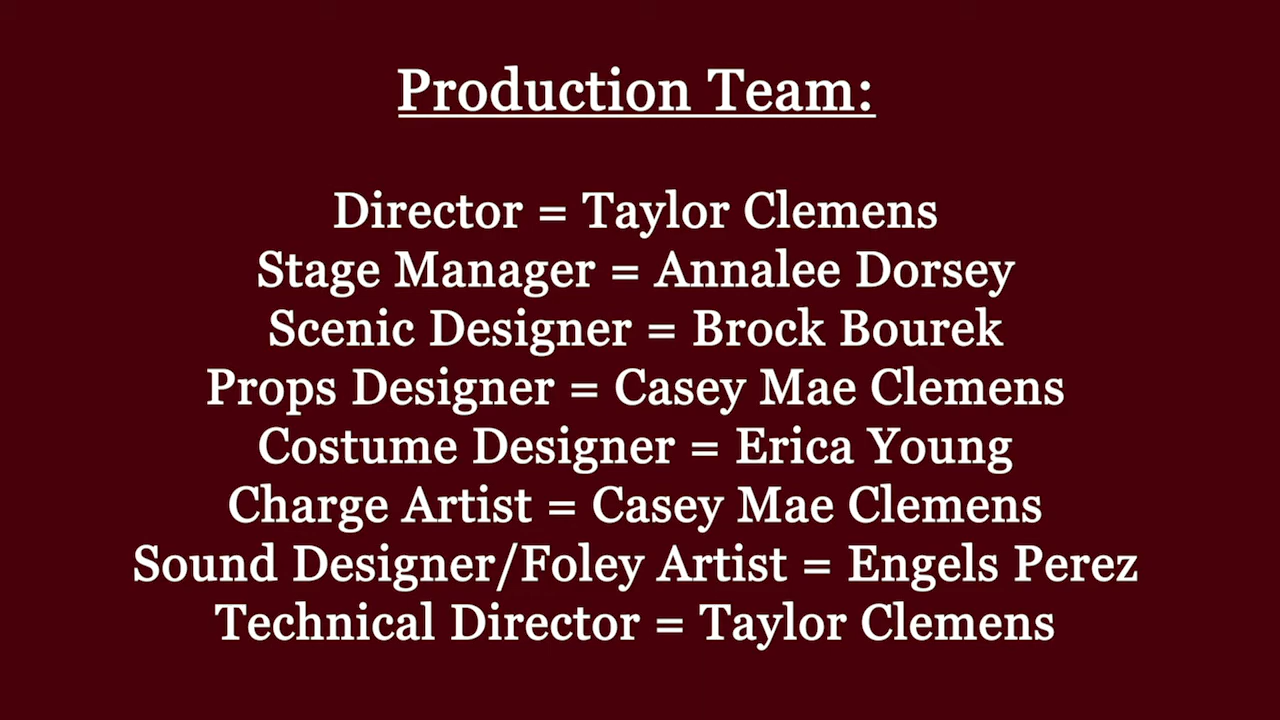 Production Team:
Director = Taylor Clemens
Stage Manager = Annalee Dorsey
Scenic Designer = Brock Bourek
Props Designer = Casey Mae Clemens
Costume Designer = Erica Young
Charge Artist = Casey Mae Clemens
Sound Designer/Foley Artist = Engels Perez
Technical Director = Taylor Clemens